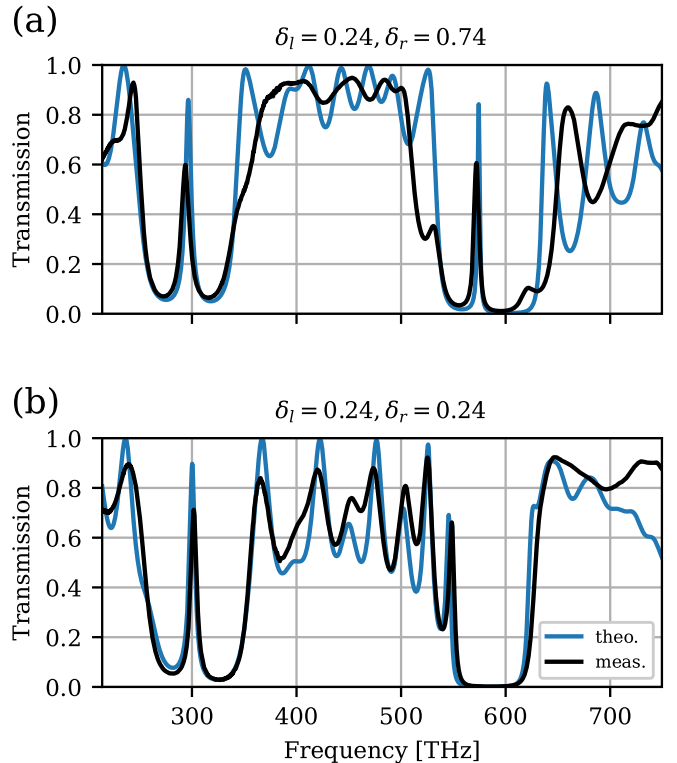 (a)
δ_l = 0.24, δ_r = 0.74
1.0
0.8
0.6
0.4
0.2
0.0
Transmission
(b)
δ_l = 0.24, δ_r = 0.24
1.0
0.8
0.6
0.4
0.2
0.0
Transmission
theo.
meas.
300 400 500 600 700
Frequency [THz]